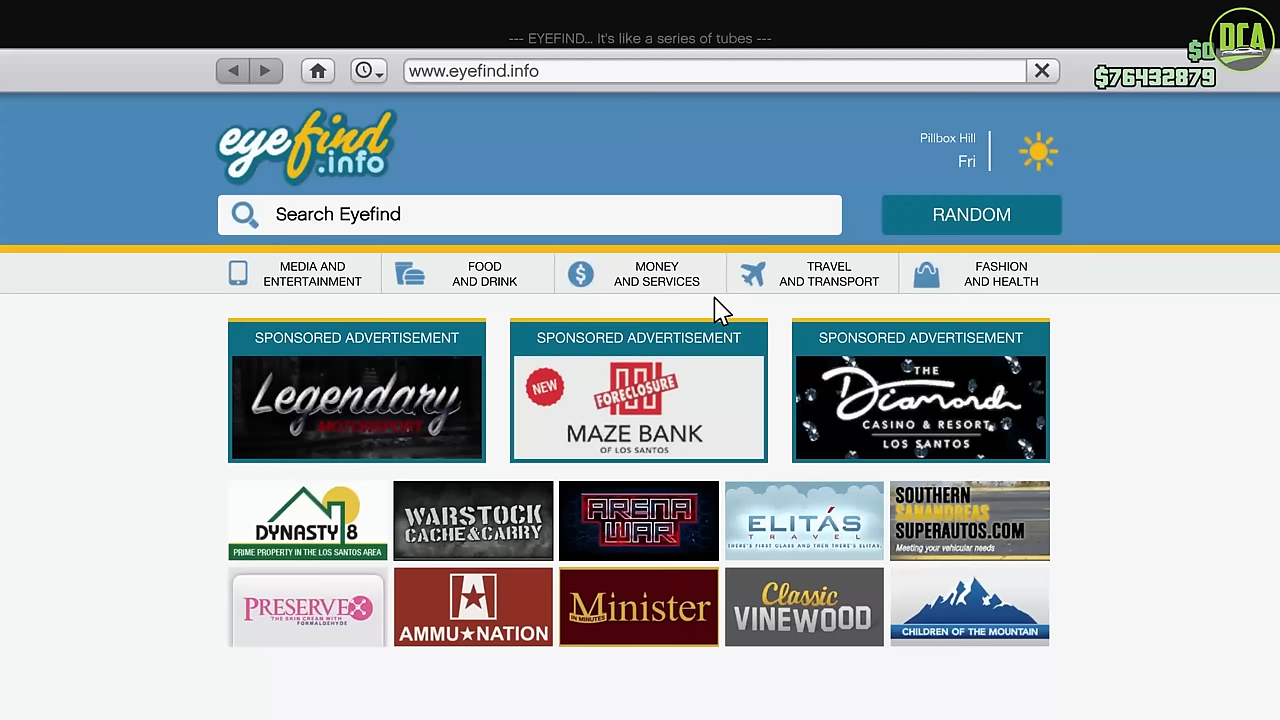 --- EYEFIND... It's like a series of tubes ---
DCA
$0
www.eyefind.info
$76432879
eyefind
.info
Pillbox Hill
Fri
Search Eyefind
RANDOM
MEDIA AND
ENTERTAINMENT
FOOD
AND DRINK
MONEY
AND SERVICES
TRAVEL
AND TRANSPORT
FASHION
AND HEALTH
SPONSORED ADVERTISEMENT
Legendary
MOTORSPORT
SPONSORED ADVERTISEMENT
NEW
FORECLOSURE
MAZE BANK
OF LOS SANTOS
SPONSORED ADVERTISEMENT
THE
Diamond
CASINO & RESORT
LOS SANTOS
DYNASTY 8
PRIME PROPERTY IN THE LOS SANTOS AREA
WARSTOCK
CACHE&CARRY
ARENA
WAR
ELITÁS
TRAVEL
THERE'S FIRST CLASS AND THEN THERE'S ELITAS.
SOUTHERN
SANANDREAS
SUPERAUTOS.COM
Meeting your vehicular needs
PRESERVEX
THE SKIN CREAM WITH
FORMALDEHYDE
AMMU★NATION
Minister
IN MINUTES
Classic
VINEWOOD
CHILDREN OF THE MOUNTAIN